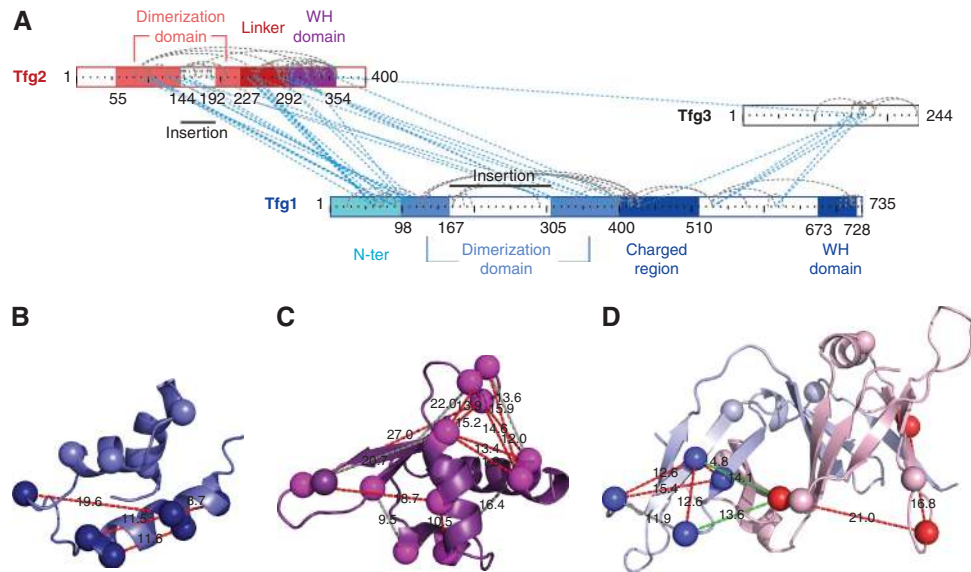 A
Dimerization
domain
Linker
WH
domain
Tfg2
1
400
55
144
192
227
292
354
Insertion
Tfg3
1
244
Insertion
Tfg1
1
735
98
167
305
400
510
673
728
N-ter
Dimerization
domain
Charged
region
WH
domain
B
19.6
11.5
8.7
11.6
C
22.0
13.9
13.6
15.9
15.2
14.6
12.0
27.0
20.7
13.4
18.7
16.4
9.5
10.5
D
12.6
4.8
15.4
14.1
12.6
11.9
13.6
21.0
16.8